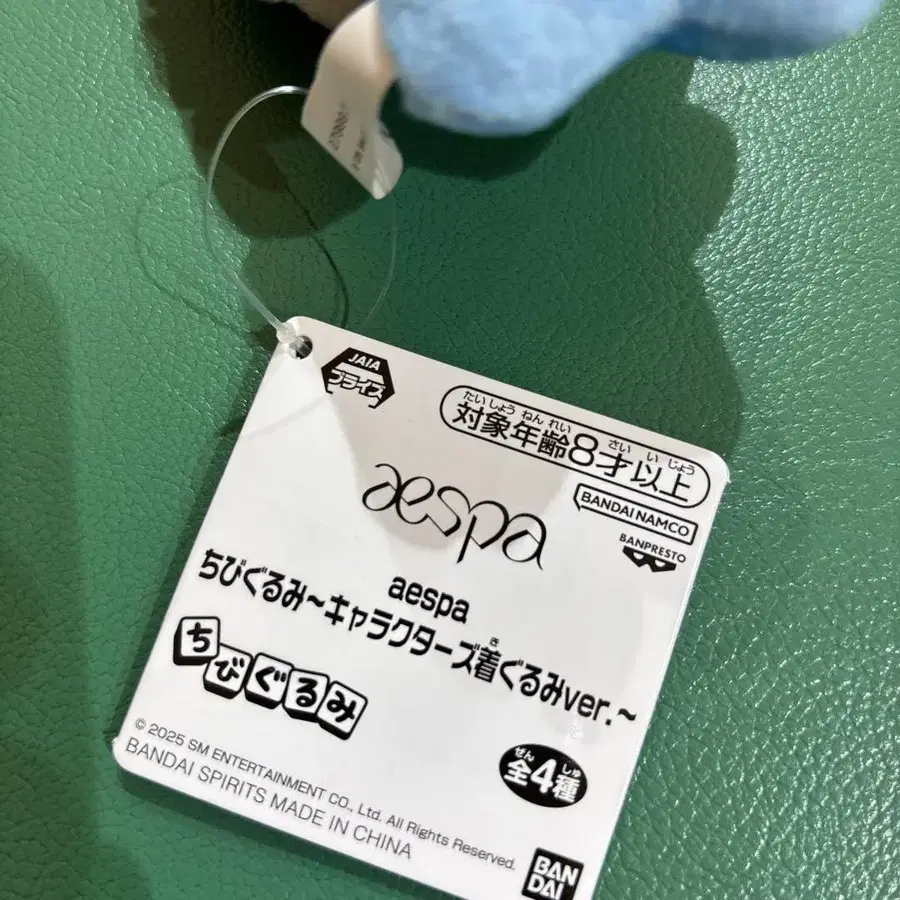 JAIA
プライズ
たいしょうねんれい さいいじょう
対象年齢8才以上
aespa
BANDAI NAMCO
BANPRESTO
aespa
き
ちびぐるみ～キャラクターズ着ぐるみver.～
ちびぐるみ
ぜん しゅ
全4種
© 2025 SM ENTERTAINMENT CO., Ltd. All Rights Reserved.
BANDAI SPIRITS MADE IN CHINA
BAN
DAI